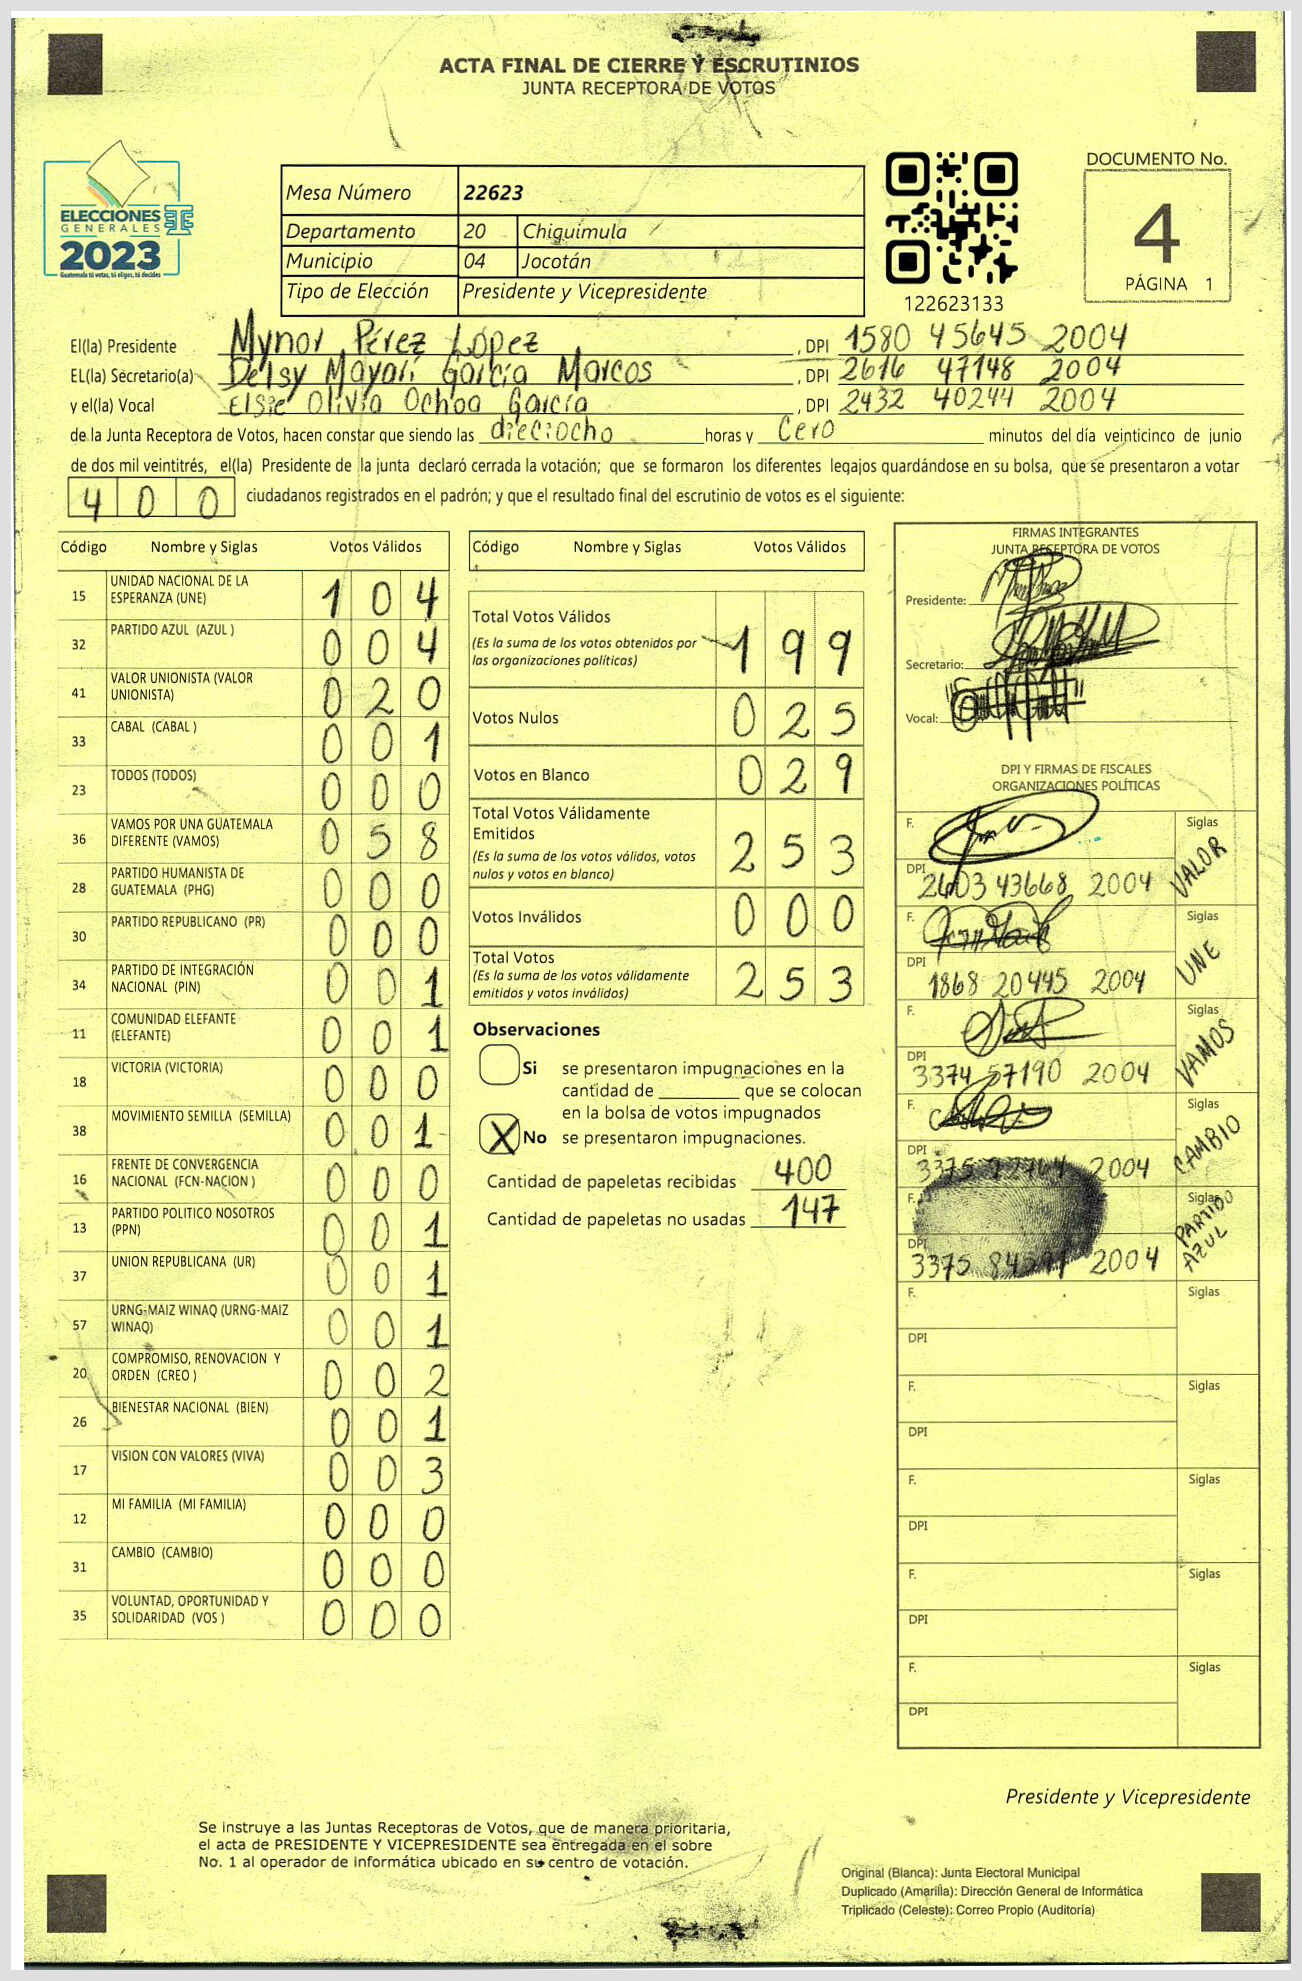 ACTA FINAL DE CIERRE Y ESCRUTINIOS
JUNTA RECEPTORA DE VOTOS
ELECCIONES
GENERALES
2023
Guatemala tú votas, tú eliges, tú decides
Mesa Número 22623
Departamento 20 Chiquimula
Municipio 04 Jocotán
Tipo de Elección Presidente y Vicepresidente
122623133
DOCUMENTO No.
4
PÁGINA 1
El(la) Presidente Mynor Pérez López , DPI 1580 45645 2004
EL(la) Secretario(a) Delsy Mayarí García Marcos , DPI 2616 47148 2004
y el(la) Vocal Elsie Olivia Ochoa García , DPI 2432 40244 2004
de la Junta Receptora de Votos, hacen constar que siendo las dieciocho horas y Cero minutos del día veinticinco de junio
de dos mil veintitrés, el(la) Presidente de la junta declaró cerrada la votación; que se formaron los diferentes legajos guardándose en su bolsa, que se presentaron a votar
400 ciudadanos registrados en el padrón; y que el resultado final del escrutinio de votos es el siguiente:
Código Nombre y Siglas Votos Válidos
15 UNIDAD NACIONAL DE LA ESPERANZA (UNE) 1 0 4
32 PARTIDO AZUL (AZUL ) 0 0 4
41 VALOR UNIONISTA (VALOR UNIONISTA) 0 2 0
33 CABAL (CABAL ) 0 0 1
23 TODOS (TODOS) 0 0 0
36 VAMOS POR UNA GUATEMALA DIFERENTE (VAMOS) 0 5 8
28 PARTIDO HUMANISTA DE GUATEMALA (PHG) 0 0 0
30 PARTIDO REPUBLICANO (PR) 0 0 0
34 PARTIDO DE INTEGRACIÓN NACIONAL (PIN) 0 0 1
11 COMUNIDAD ELEFANTE (ELEFANTE) 0 0 1
18 VICTORIA (VICTORIA) 0 0 0
38 MOVIMIENTO SEMILLA (SEMILLA) 0 0 1
16 FRENTE DE CONVERGENCIA NACIONAL (FCN-NACION ) 0 0 0
13 PARTIDO POLITICO NOSOTROS (PPN) 0 0 1
37 UNION REPUBLICANA (UR) 0 0 1
57 URNG-MAIZ WINAQ (URNG-MAIZ WINAQ) 0 0 1
20 COMPROMISO, RENOVACION Y ORDEN (CREO ) 0 0 2
26 BIENESTAR NACIONAL (BIEN) 0 0 1
17 VISION CON VALORES (VIVA) 0 0 3
12 MI FAMILIA (MI FAMILIA) 0 0 0
31 CAMBIO (CAMBIO) 0 0 0
35 VOLUNTAD, OPORTUNIDAD Y SOLIDARIDAD (VOS ) 0 0 0
Código Nombre y Siglas Votos Válidos
Total Votos Válidos 1 9 9
(Es la suma de los votos obtenidos por
las organizaciones políticas)
Votos Nulos 0 2 5
Votos en Blanco 0 2 9
Total Votos Válidamente
Emitidos 2 5 3
(Es la suma de los votos válidos, votos
nulos y votos en blanco)
Votos Inválidos 0 0 0
Total Votos 2 5 3
(Es la suma de los votos válidamente
emitidos y votos inválidos)
Observaciones
Si se presentaron impugnaciones en la
cantidad de ________ que se colocan
en la bolsa de votos impugnados
X No se presentaron impugnaciones.
Cantidad de papeletas recibidas 400
Cantidad de papeletas no usadas 147
FIRMAS INTEGRANTES
JUNTA RECEPTORA DE VOTOS
Presidente:
Secretario:
Vocal:
DPI Y FIRMAS DE FISCALES
ORGANIZACIONES POLÍTICAS
F. Siglas VALOR
DPI 2603 43668 2004
F. Siglas UNE
DPI 1868 20445 2004
F. Siglas VAMOS
DPI 3374 57190 2004
F. Siglas CAMBIO
DPI 3375 2004
F. Siglas PARTIDO AZUL
DPI 3375 2004
F. Siglas
DPI
F. Siglas
DPI
F. Siglas
DPI
F. Siglas
DPI
F. Siglas
DPI
Presidente y Vicepresidente
Se instruye a las Juntas Receptoras de Votos, que de manera prioritaria,
el acta de PRESIDENTE Y VICEPRESIDENTE sea entregada en el sobre
No. 1 al operador de informática ubicado en su centro de votación.
Original (Blanca): Junta Electoral Municipal
Duplicado (Amarilla): Dirección General de Informática
Triplicado (Celeste): Correo Propio (Auditoría)